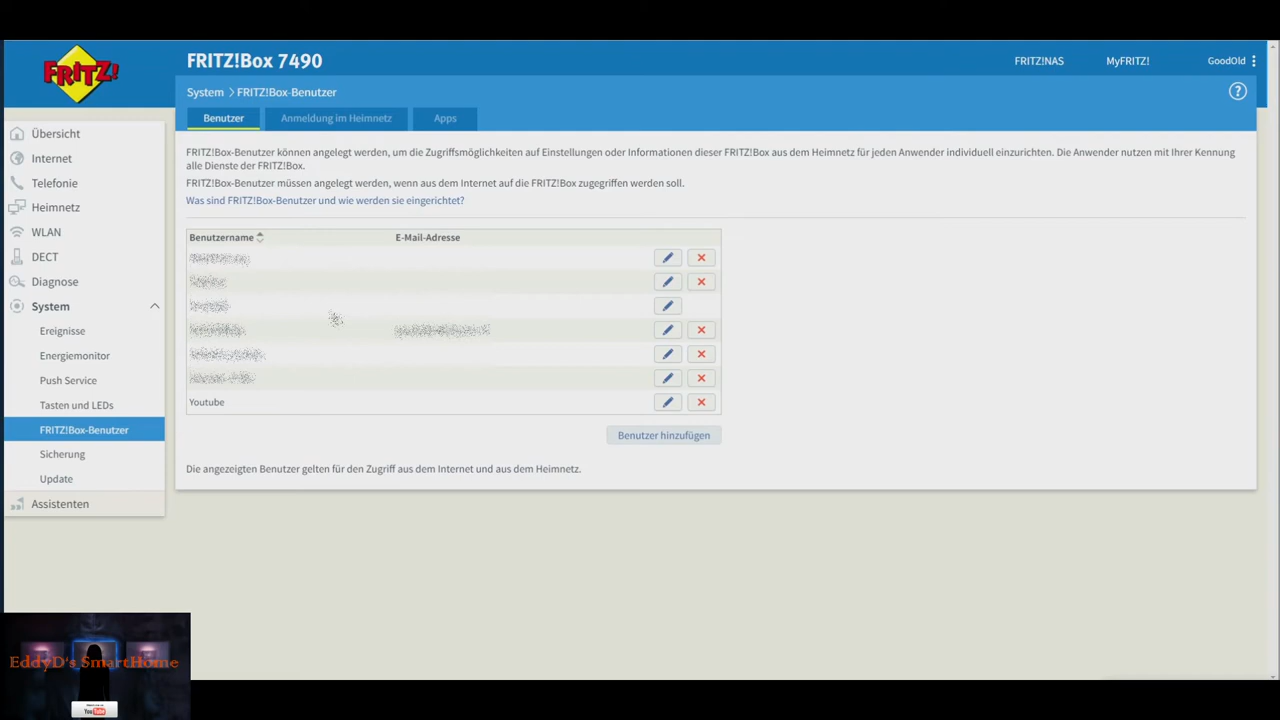 FRITZ!
FRITZ!Box 7490
FRITZ!NAS
MyFRITZ!
GoodOld
System > FRITZ!Box-Benutzer
?
Benutzer
Anmeldung im Heimnetz
Apps
Übersicht
Internet
Telefonie
Heimnetz
WLAN
DECT
Diagnose
System
Ereignisse
Energiemonitor
Push Service
Tasten und LEDs
FRITZ!Box-Benutzer
Sicherung
Update
Assistenten
FRITZ!Box-Benutzer können angelegt werden, um die Zugriffsmöglichkeiten auf Einstellungen oder Informationen dieser FRITZ!Box aus dem Heimnetz für jeden Anwender individuell einzurichten. Die Anwender nutzen mit Ihrer Kennung
alle Dienste der FRITZ!Box.
FRITZ!Box-Benutzer müssen angelegt werden, wenn aus dem Internet auf die FRITZ!Box zugegriffen werden soll.
Was sind FRITZ!Box-Benutzer und wie werden sie eingerichtet?
Benutzername
E-Mail-Adresse
Youtube
Benutzer hinzufügen
Die angezeigten Benutzer gelten für den Zugriff aus dem Internet und aus dem Heimnetz.
EddyD's SmartHome
You Tube